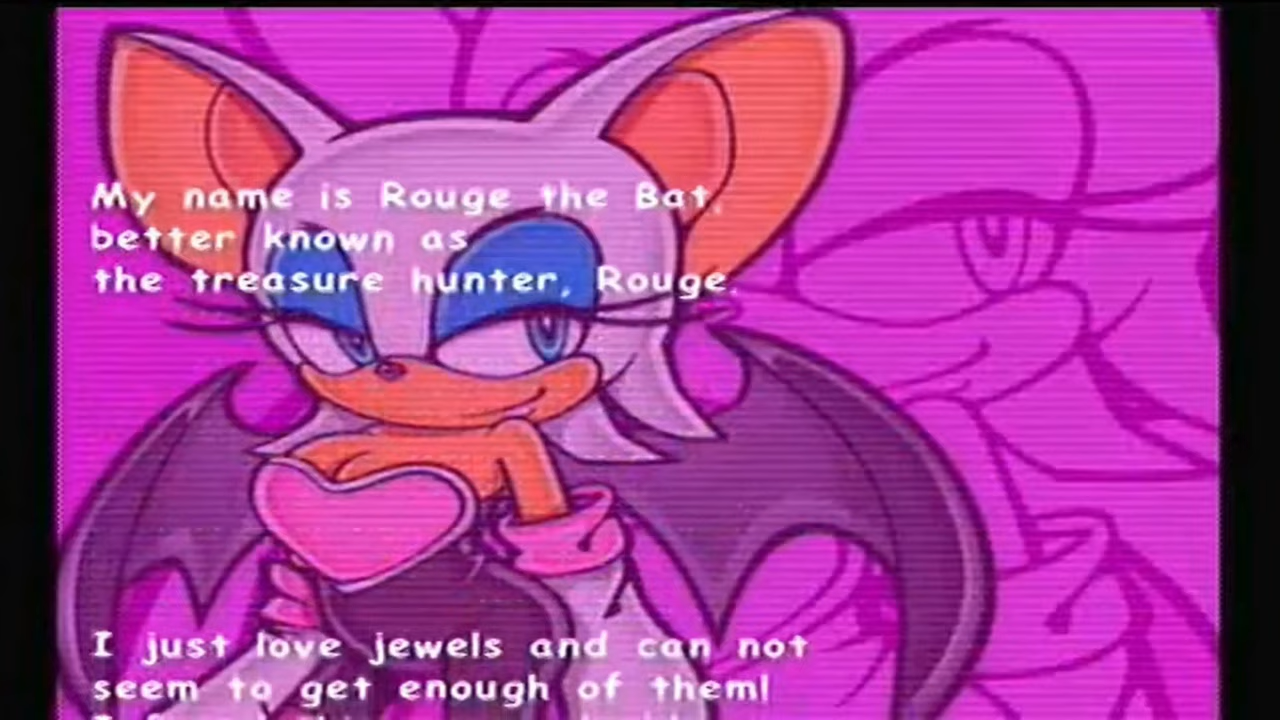 My name is Rouge the Bat,
better known as
the treasure hunter, Rouge.
I just love jewels and can not
seem to get enough of them!